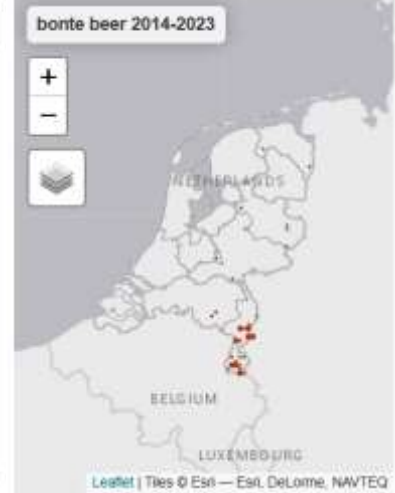 bonte beer 2014-2023
+
−
NETHERLANDS
BELGIUM
LUXEMBOURG
Leaflet | Tiles © Esri — Esri, DeLorme, NAVTEQ